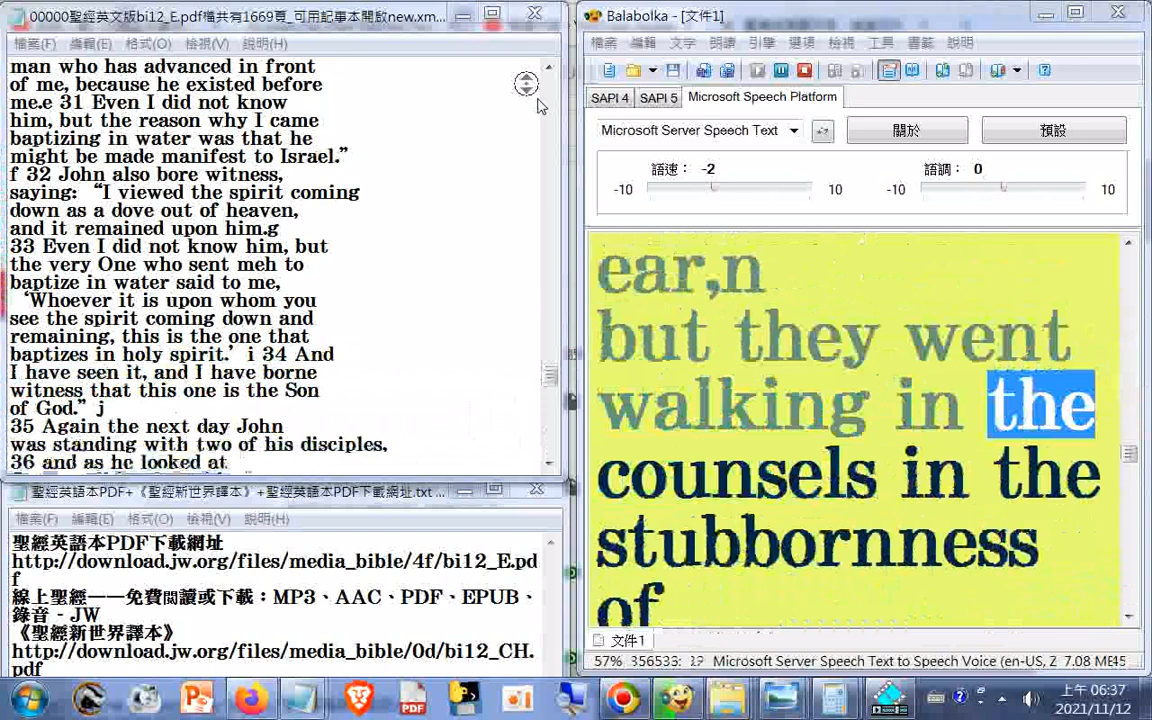 00000聖經英文版bi12_E.pdf檔共有1669頁_可用記事本開啟new.xm...
檔案(F) 編輯(E) 格式(O) 檢視(V) 說明(H)
man who has advanced in front
of me, because he existed before
me.e 31 Even I did not know
him, but the reason why I came
baptizing in water was that he
might be made manifest to Israel.”
f 32 John also bore witness,
saying: “I viewed the spirit coming
down as a dove out of heaven,
and it remained upon him.g
33 Even I did not know him, but
the very One who sent meh to
baptize in water said to me,
‘Whoever it is upon whom you
see the spirit coming down and
remaining, this is the one that
baptizes in holy spirit.’ i 34 And
I have seen it, and I have borne
witness that this one is the Son
of God.” j
35 Again the next day John
was standing with two of his disciples,
36 and as he looked at
聖經英語本PDF+《聖經新世界譯本》+聖經英語本PDF下載網址.txt ...
檔案(F) 編輯(E) 格式(O) 檢視(V) 說明(H)
聖經英語本PDF下載網址
http://download.jw.org/files/media_bible/4f/bi12_E.pd
f
線上聖經——免費閱讀或下載：MP3、AAC、PDF、EPUB、
錄音 - JW
《聖經新世界譯本》
http://download.jw.org/files/media_bible/0d/bi12_CH.
pdf
Balabolka - [文件1]
檔案 編輯 文字 朗讀 引擎 選項 檢視 工具 書籤 說明
SAPI 4 SAPI 5 Microsoft Speech Platform
Microsoft Server Speech Text 關於 預設
語速： -2 語調： 0
-10 10 -10 10
ear,n
but they went
walking in the
counsels in the
stubbornness
of
文件1
57% Microsoft Server Speech Text to Speech Voice (en-US, Z 7.08 ME
上午 06:37
2021/11/12